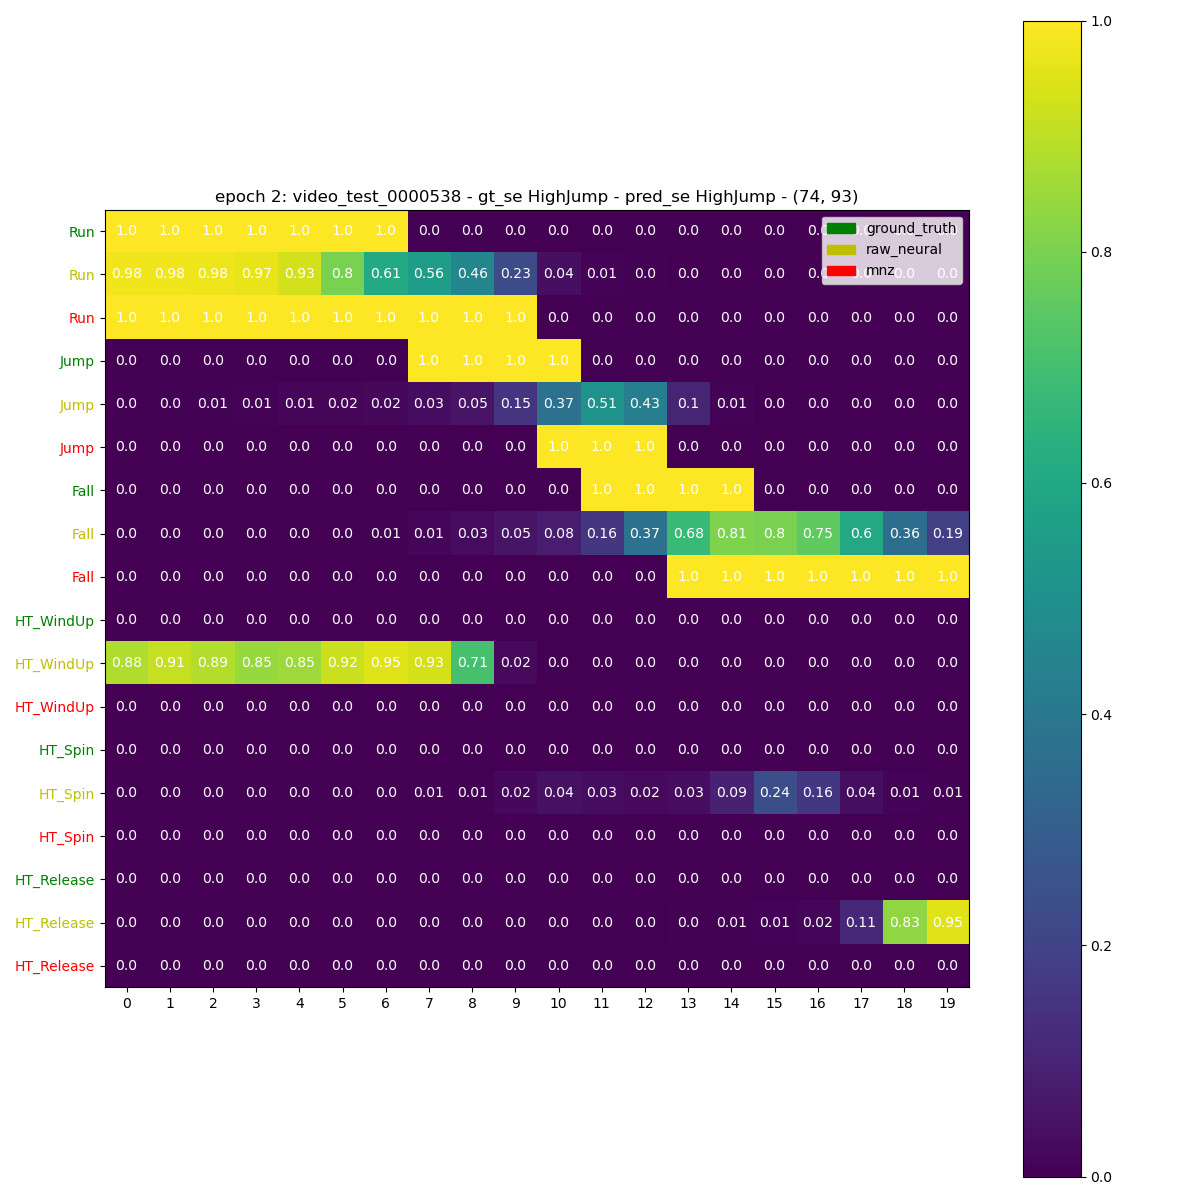 epoch 2: video_test_0000538 - gt_se HighJump - pred_se HighJump - (74, 93)
ground_truth
raw_neural
mnz
Run 1.0 1.0 1.0 1.0 1.0 1.0 1.0 0.0 0.0 0.0 0.0 0.0 0.0 0.0 0.0 0.0
Run 0.98 0.98 0.98 0.97 0.93 0.8 0.61 0.56 0.46 0.23 0.04 0.01 0.0 0.0 0.0 0.0 0.0 0.0
Run 1.0 1.0 1.0 1.0 1.0 1.0 1.0 1.0 1.0 1.0 0.0 0.0 0.0 0.0 0.0 0.0 0.0 0.0 0.0 0.0
Jump 0.0 0.0 0.0 0.0 0.0 0.0 0.0 1.0 1.0 1.0 1.0 0.0 0.0 0.0 0.0 0.0 0.0 0.0 0.0 0.0
Jump 0.0 0.0 0.01 0.01 0.01 0.02 0.02 0.03 0.05 0.15 0.37 0.51 0.43 0.1 0.01 0.0 0.0 0.0 0.0 0.0
Jump 0.0 0.0 0.0 0.0 0.0 0.0 0.0 0.0 0.0 0.0 1.0 1.0 1.0 0.0 0.0 0.0 0.0 0.0 0.0 0.0
Fall 0.0 0.0 0.0 0.0 0.0 0.0 0.0 0.0 0.0 0.0 0.0 1.0 1.0 1.0 1.0 0.0 0.0 0.0 0.0 0.0
Fall 0.0 0.0 0.0 0.0 0.0 0.0 0.01 0.01 0.03 0.05 0.08 0.16 0.37 0.68 0.81 0.8 0.75 0.6 0.36 0.19
Fall 0.0 0.0 0.0 0.0 0.0 0.0 0.0 0.0 0.0 0.0 0.0 0.0 0.0 1.0 1.0 1.0 1.0 1.0 1.0 1.0
HT_WindUp 0.0 0.0 0.0 0.0 0.0 0.0 0.0 0.0 0.0 0.0 0.0 0.0 0.0 0.0 0.0 0.0 0.0 0.0 0.0 0.0
HT_WindUp 0.88 0.91 0.89 0.85 0.85 0.92 0.95 0.93 0.71 0.02 0.0 0.0 0.0 0.0 0.0 0.0 0.0 0.0 0.0 0.0
HT_WindUp 0.0 0.0 0.0 0.0 0.0 0.0 0.0 0.0 0.0 0.0 0.0 0.0 0.0 0.0 0.0 0.0 0.0 0.0 0.0 0.0
HT_Spin 0.0 0.0 0.0 0.0 0.0 0.0 0.0 0.0 0.0 0.0 0.0 0.0 0.0 0.0 0.0 0.0 0.0 0.0 0.0 0.0
HT_Spin 0.0 0.0 0.0 0.0 0.0 0.0 0.0 0.01 0.01 0.02 0.04 0.03 0.02 0.03 0.09 0.24 0.16 0.04 0.01 0.01
HT_Spin 0.0 0.0 0.0 0.0 0.0 0.0 0.0 0.0 0.0 0.0 0.0 0.0 0.0 0.0 0.0 0.0 0.0 0.0 0.0 0.0
HT_Release 0.0 0.0 0.0 0.0 0.0 0.0 0.0 0.0 0.0 0.0 0.0 0.0 0.0 0.0 0.0 0.0 0.0 0.0 0.0 0.0
HT_Release 0.0 0.0 0.0 0.0 0.0 0.0 0.0 0.0 0.0 0.0 0.0 0.0 0.0 0.0 0.01 0.01 0.02 0.11 0.83 0.95
HT_Release 0.0 0.0 0.0 0.0 0.0 0.0 0.0 0.0 0.0 0.0 0.0 0.0 0.0 0.0 0.0 0.0 0.0 0.0 0.0 0.0
0 1 2 3 4 5 6 7 8 9 10 11 12 13 14 15 16 17 18 19
1.0
0.8
0.6
0.4
0.2
0.0